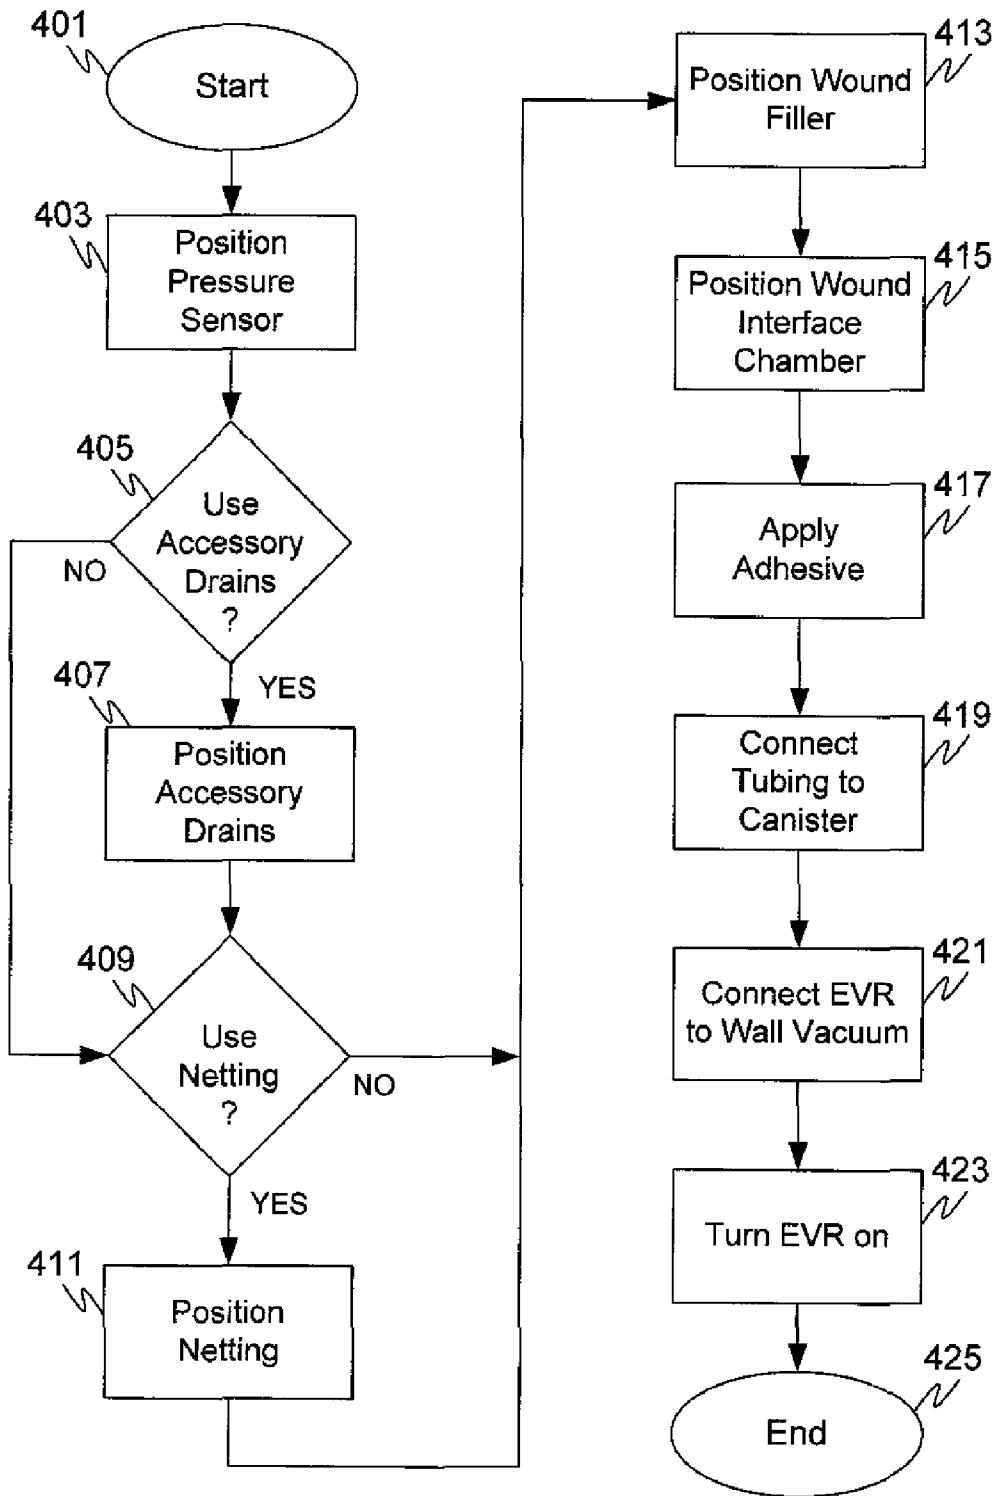 401
Start
403
Position
Pressure
Sensor
405
Use
Accessory
Drains
?
NO
YES
407
Position
Accessory
Drains
409
Use
Netting
?
NO
YES
411
Position
Netting
413
Position Wound
Filler
415
Position Wound
Interface
Chamber
417
Apply
Adhesive
419
Connect
Tubing to
Canister
421
Connect EVR
to Wall Vacuum
423
Turn EVR on
425
End